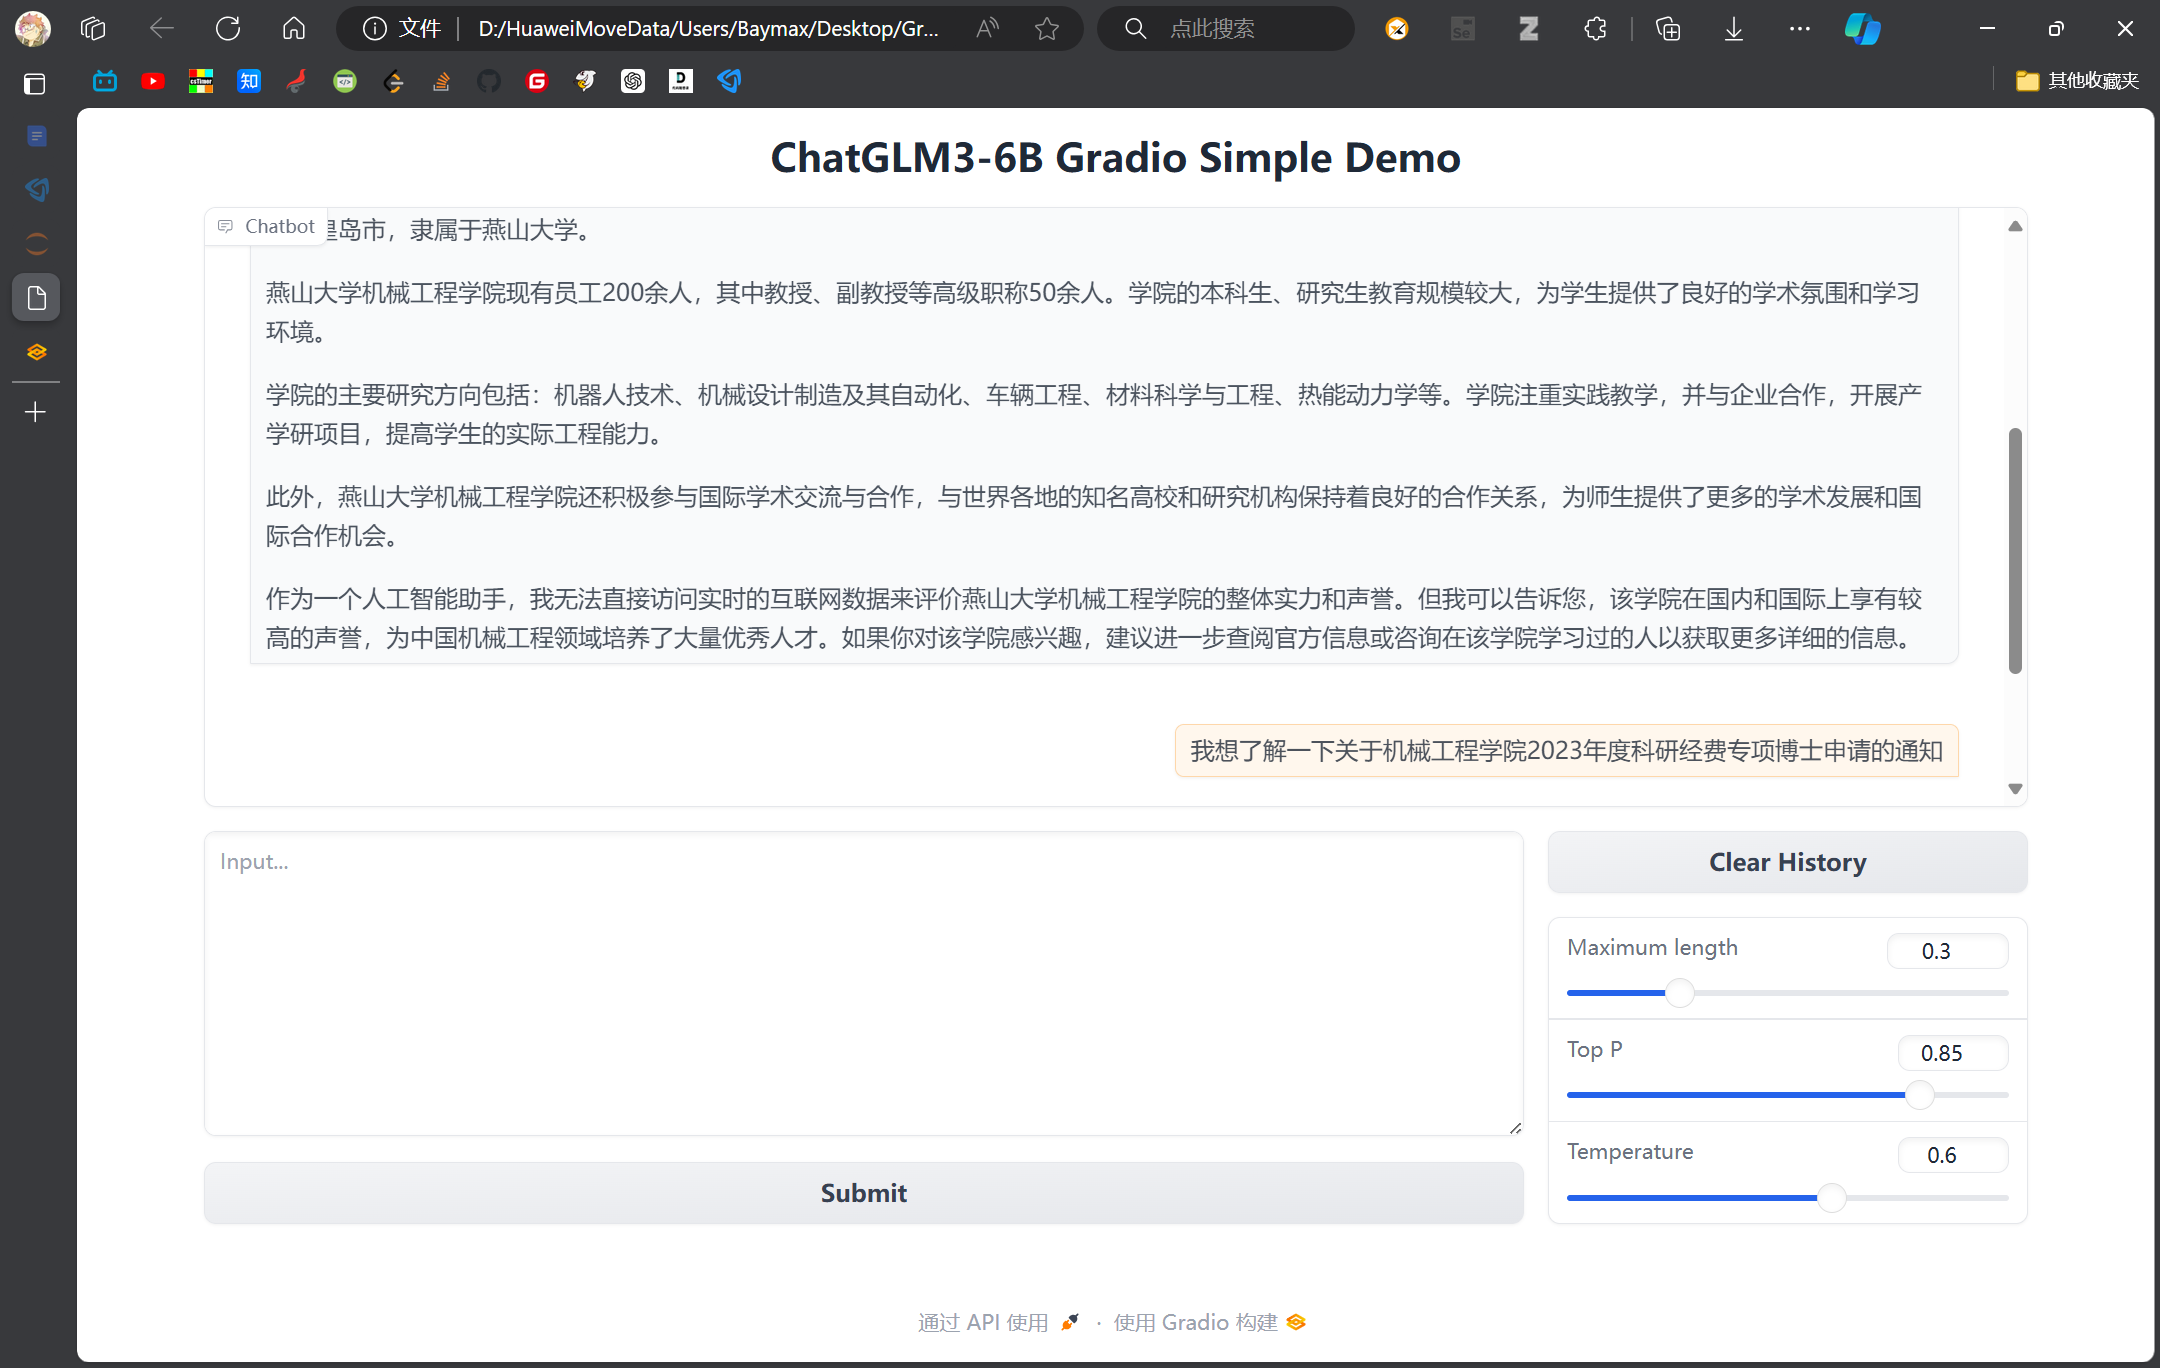 文件
D:/HuaweiMoveData/Users/Baymax/Desktop/Gr...
点此搜索
知
其他收藏夹
ChatGLM3-6B Gradio Simple Demo
Chatbot
岛市，隶属于燕山大学。
燕山大学机械工程学院现有员工200余人，其中教授、副教授等高级职称50余人。学院的本科生、研究生教育规模较大，为学生提供了良好的学术氛围和学习
环境。
学院的主要研究方向包括：机器人技术、机械设计制造及其自动化、车辆工程、材料科学与工程、热能动力学等。学院注重实践教学，并与企业合作，开展产
学研项目，提高学生的实际工程能力。
此外，燕山大学机械工程学院还积极参与国际学术交流与合作，与世界各地的知名高校和研究机构保持着良好的合作关系，为师生提供了更多的学术发展和国
际合作机会。
作为一个人工智能助手，我无法直接访问实时的互联网数据来评价燕山大学机械工程学院的整体实力和声誉。但我可以告诉您，该学院在国内和国际上享有较
高的声誉，为中国机械工程领域培养了大量优秀人才。如果你对该学院感兴趣，建议进一步查阅官方信息或咨询在该学院学习过的人以获取更多详细的信息。
我想了解一下关于机械工程学院2023年度科研经费专项博士申请的通知
Input...
Clear History
Maximum length
0.3
Top P
0.85
Temperature
0.6
Submit
通过 API 使用 · 使用 Gradio 构建